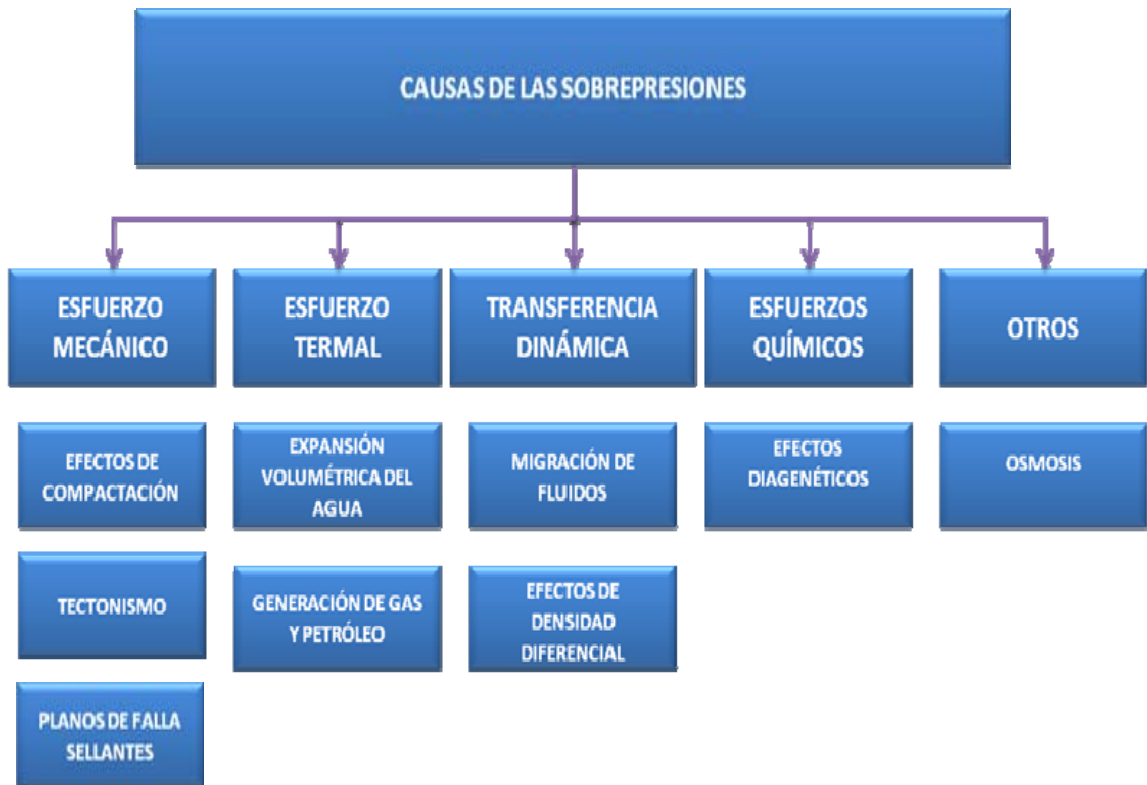 CAUSAS DE LAS SOBREPRESIONES
ESFUERZO
MECÁNICO
ESFUERZO
TERMAL
TRANSFERENCIA
DINÁMICA
ESFUERZOS
QUÍMICOS
OTROS
EFECTOS DE
COMPACTACIÓN
EXPANSIÓN
VOLUMÉTRICA DEL
AGUA
MIGRACIÓN DE
FLUIDOS
EFECTOS
DIAGENÉTICOS
OSMOSIS
TECTONISMO
GENERACIÓN DE GAS
Y PETRÓLEO
EFECTOS DE
DENSIDAD
DIFERENCIAL
PLANOS DE FALLA
SELLANTES